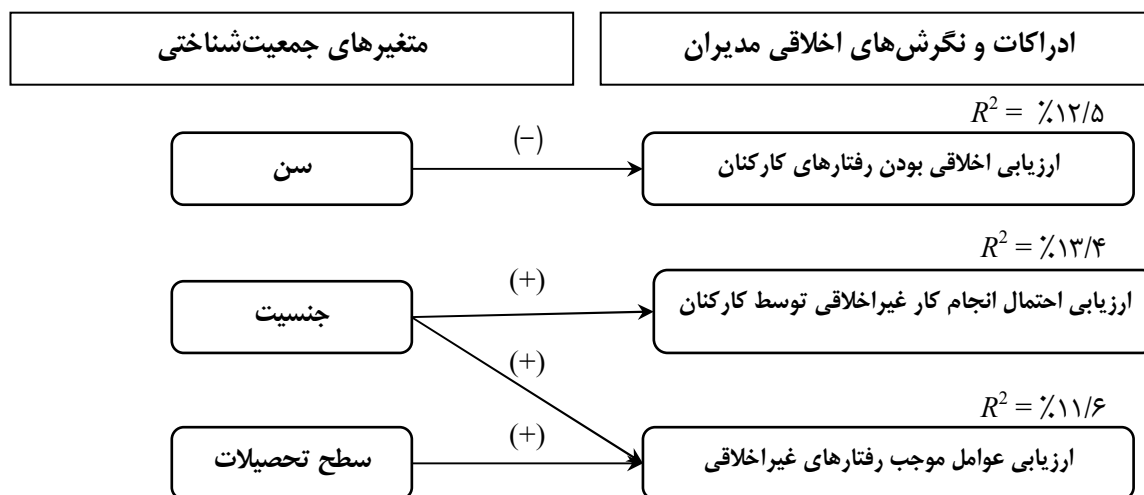 ادراکات و نگرش‌های اخلاقی مدیران
متغیرهای جمعیت‌شناختی
R² = ٪۱۲/۵
ارزیابی اخلاقی بودن رفتارهای کارکنان
(−)
سن
R² = ٪۱۳/۴
ارزیابی احتمال انجام کار غیراخلاقی توسط کارکنان
(+)
جنسیت
(+)
R² = ٪۱۱/۶
ارزیابی عوامل موجب رفتارهای غیراخلاقی
(+)
سطح تحصیلات